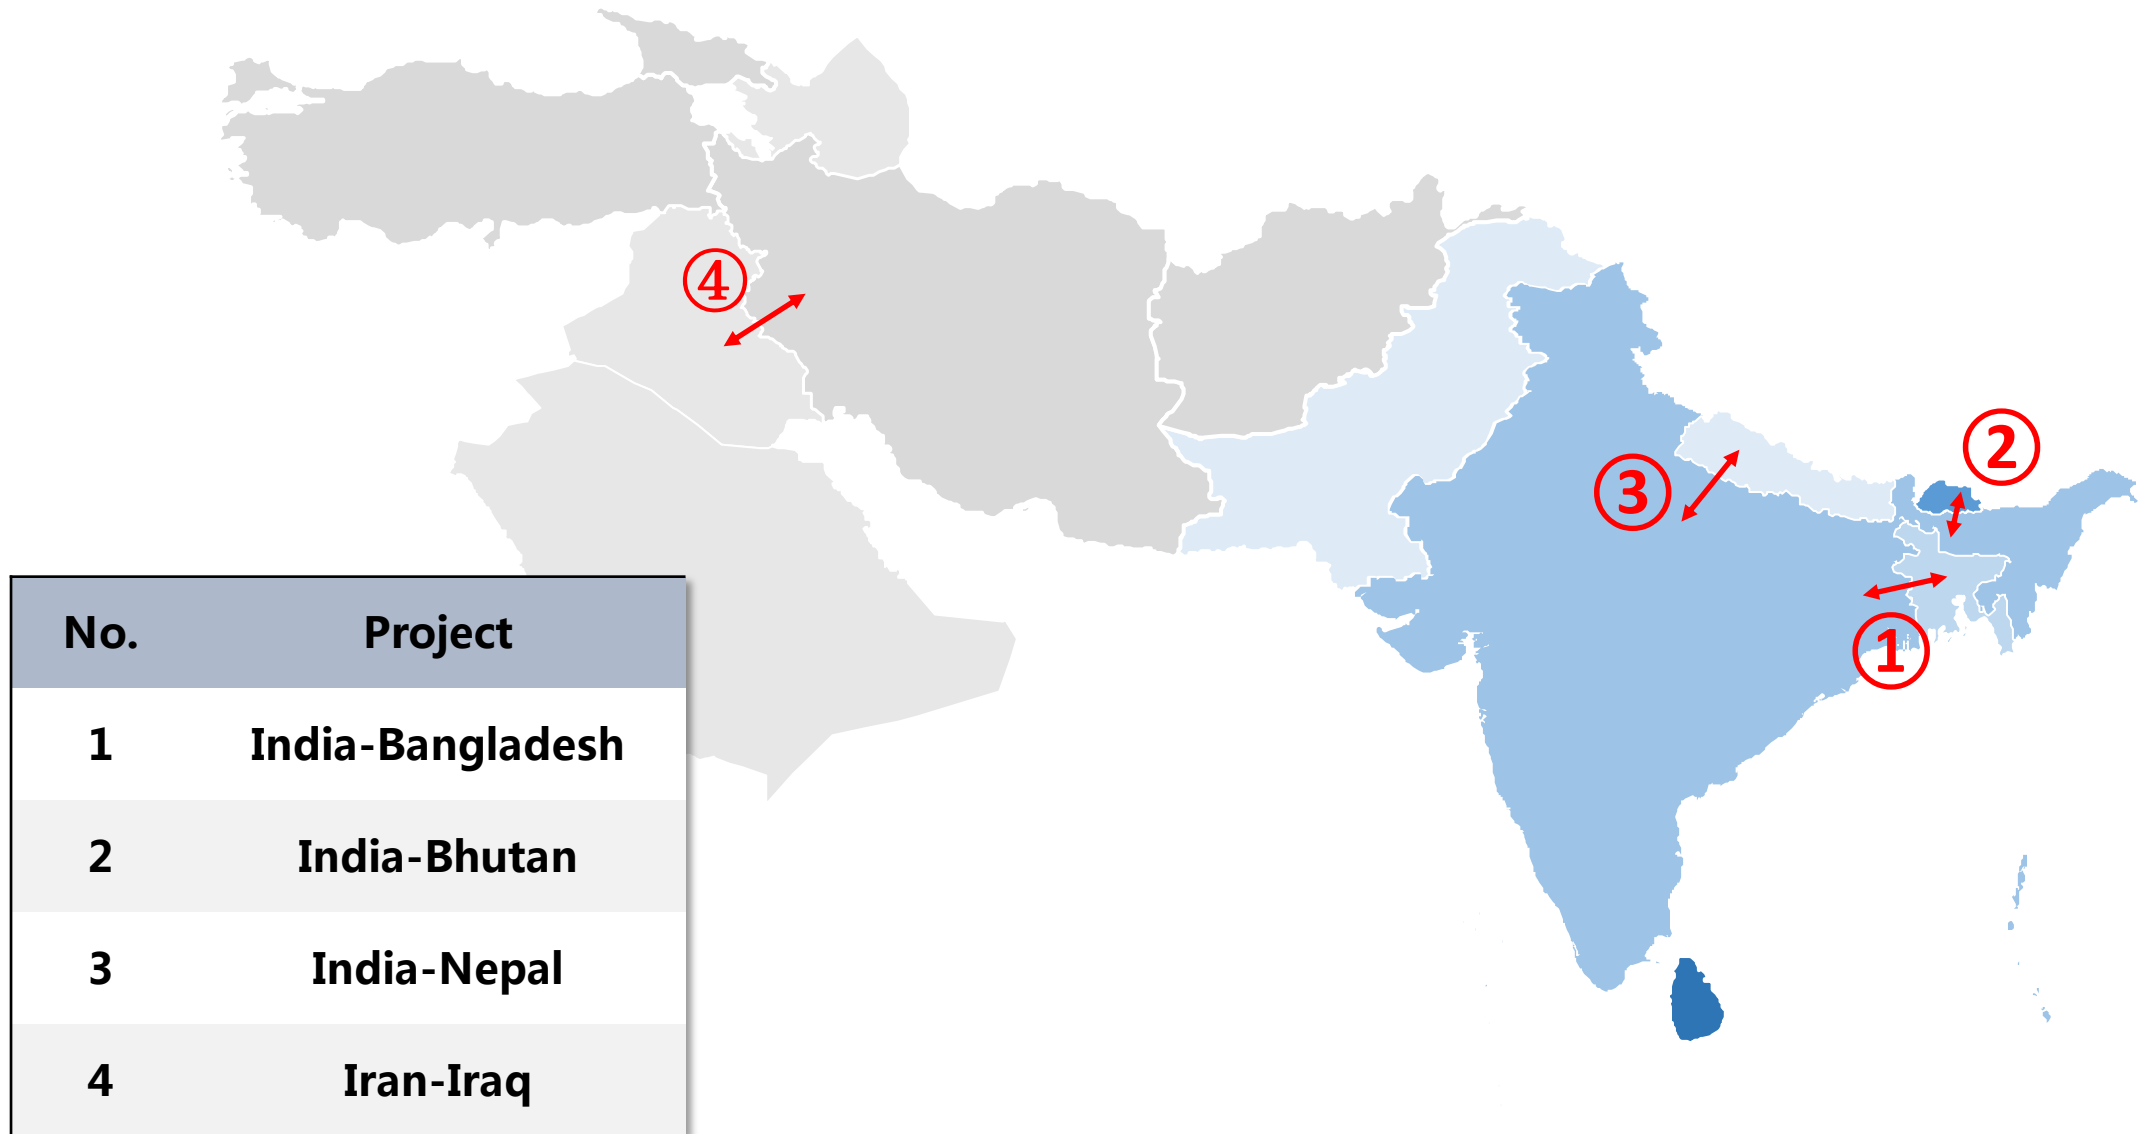 ④
②
③
①
No. Project
1 India-Bangladesh
2 India-Bhutan
3 India-Nepal
4 Iran-Iraq